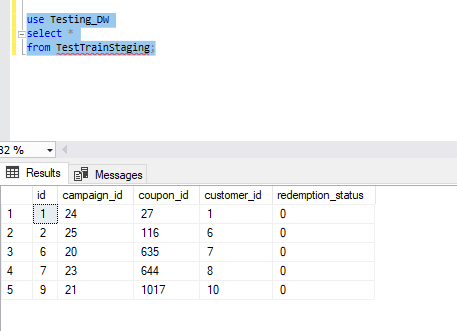 use Testing_DW
select *
from TestTrainStaging;
82 %
Results
Messages
id campaign_id coupon_id customer_id redemption_status
1 1 24 27 1 0
2 2 25 116 6 0
3 6 20 635 7 0
4 7 23 644 8 0
5 9 21 1017 10 0